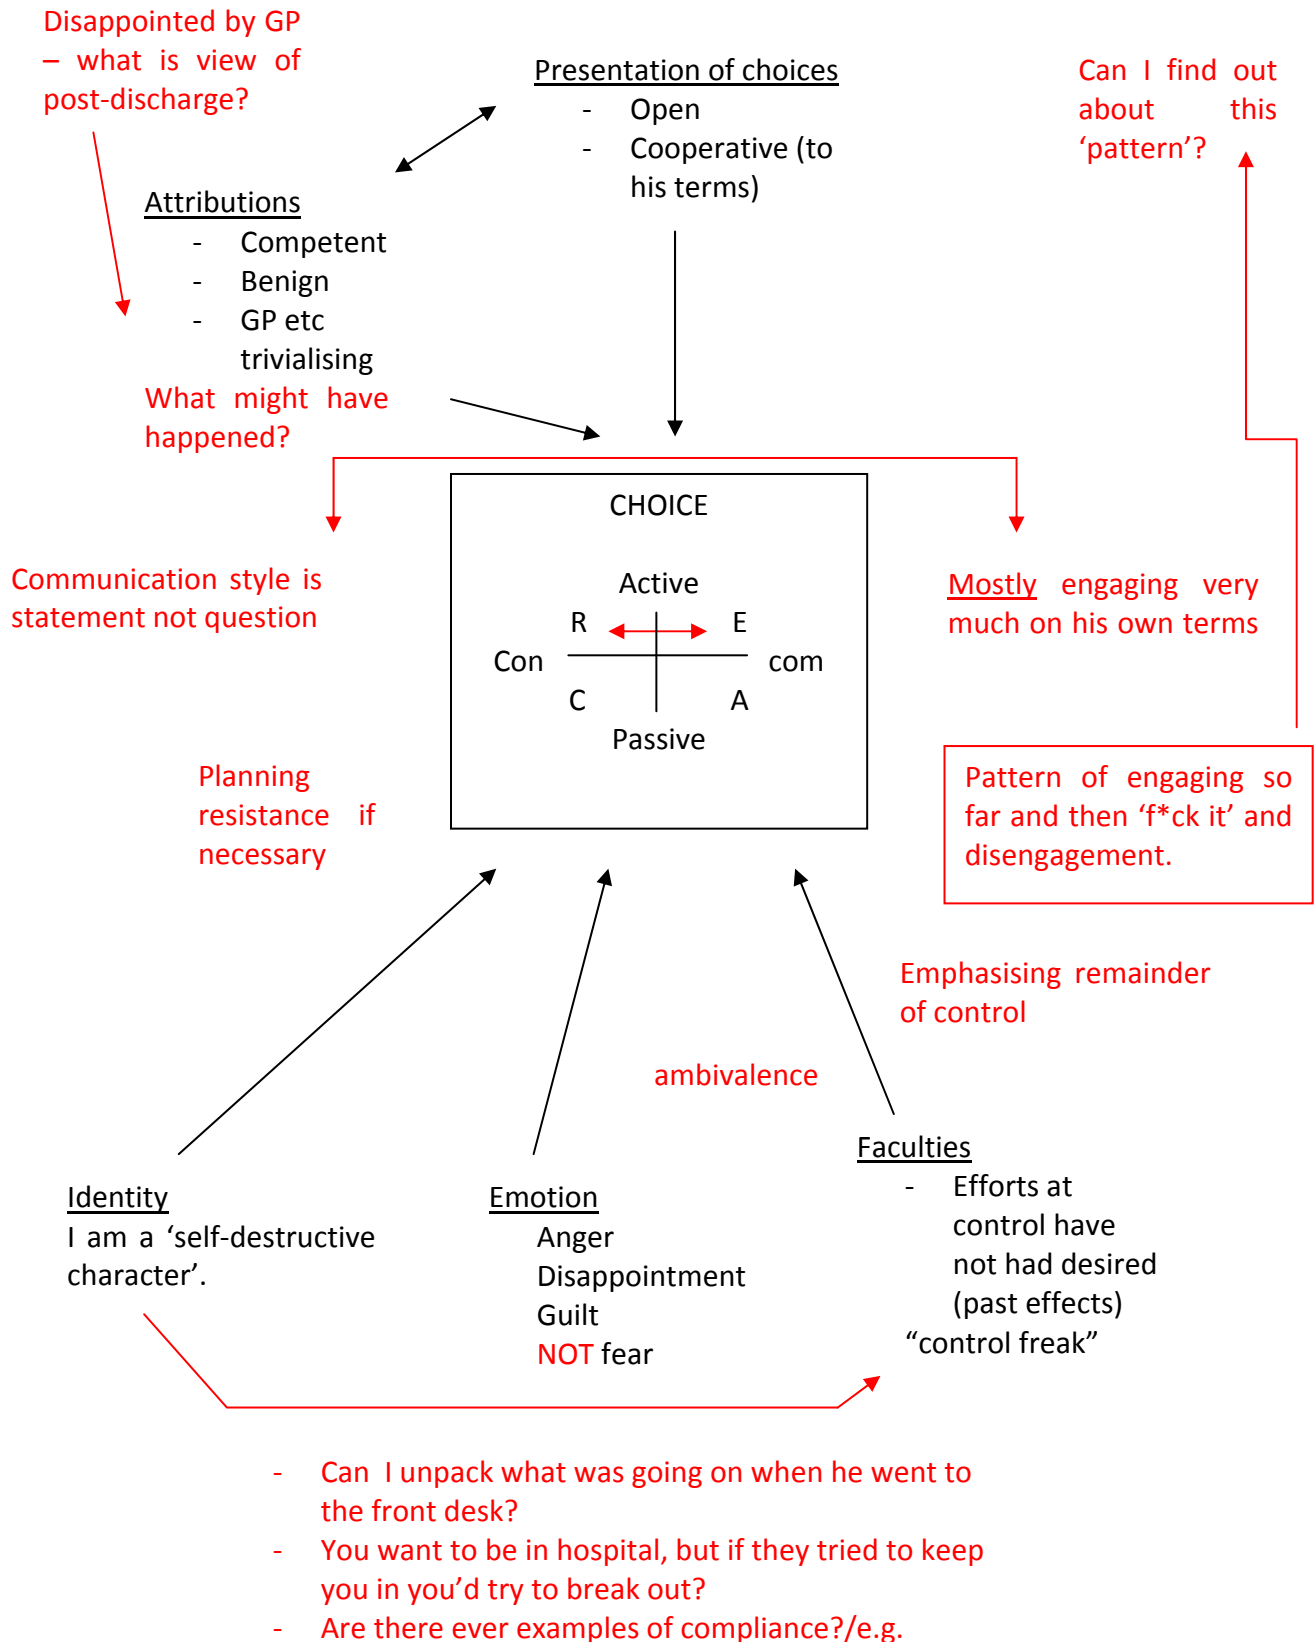 Disappointed by GP
– what is view of
post-discharge?
Presentation of choices
- Open
- Cooperative (to
his terms)
Can I find out
about this
‘pattern’?
Attributions
- Competent
- Benign
- GP etc
trivialising
What might have
happened?
CHOICE
Active
R E
Con com
C A
Passive
Communication style is
statement not question
Mostly engaging very
much on his own terms
Planning
resistance if
necessary
Pattern of engaging so
far and then ‘f*ck it’ and
disengagement.
Emphasising remainder
of control
ambivalence
Identity
I am a ‘self-destructive
character’.
Emotion
Anger
Disappointment
Guilt
NOT fear
Faculties
- Efforts at
control have
not had desired
(past effects)
“control freak”
- Can I unpack what was going on when he went to
the front desk?
- You want to be in hospital, but if they tried to keep
you in you’d try to break out?
- Are there ever examples of compliance?/e.g.